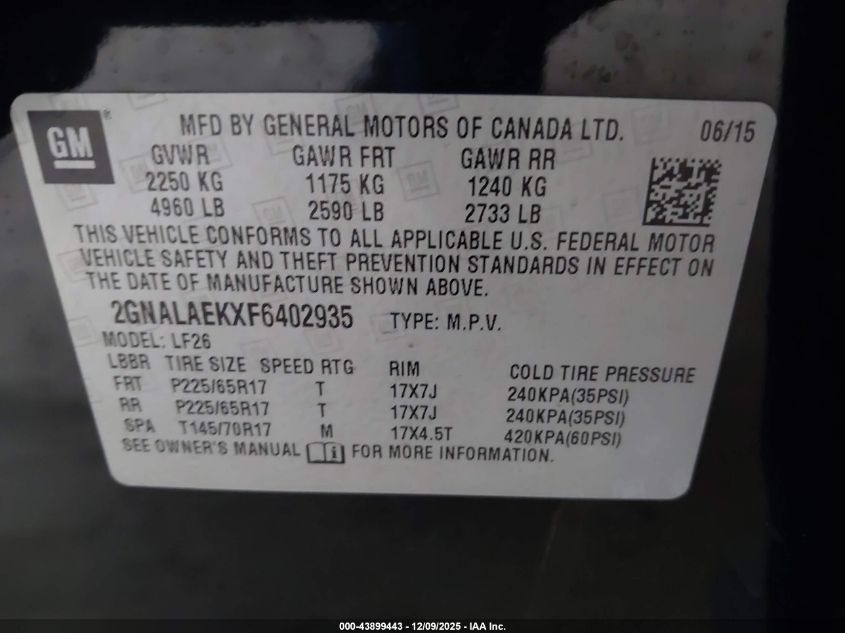 GM
®
MFD BY GENERAL MOTORS OF CANADA LTD. 06/15
GVWR GAWR FRT GAWR RR
2250 KG 1175 KG 1240 KG
4960 LB 2590 LB 2733 LB
THIS VEHICLE CONFORMS TO ALL APPLICABLE U.S. FEDERAL MOTOR
VEHICLE SAFETY AND THEFT PREVENTION STANDARDS IN EFFECT ON
THE DATE OF MANUFACTURE SHOWN ABOVE.
2GNALAEKXF6402935 TYPE: M.P.V.
MODEL: LF26
LBBR TIRE SIZE SPEED RTG RIM COLD TIRE PRESSURE
FRT P225/65R17 T 17X7J 240KPA(35PSI)
RR P225/65R17 T 17X7J 240KPA(35PSI)
SPA T145/70R17 M 17X4.5T 420KPA(60PSI)
SEE OWNER'S MANUAL FOR MORE INFORMATION.
000-43899443 - 12/09/2025 - IAA Inc.